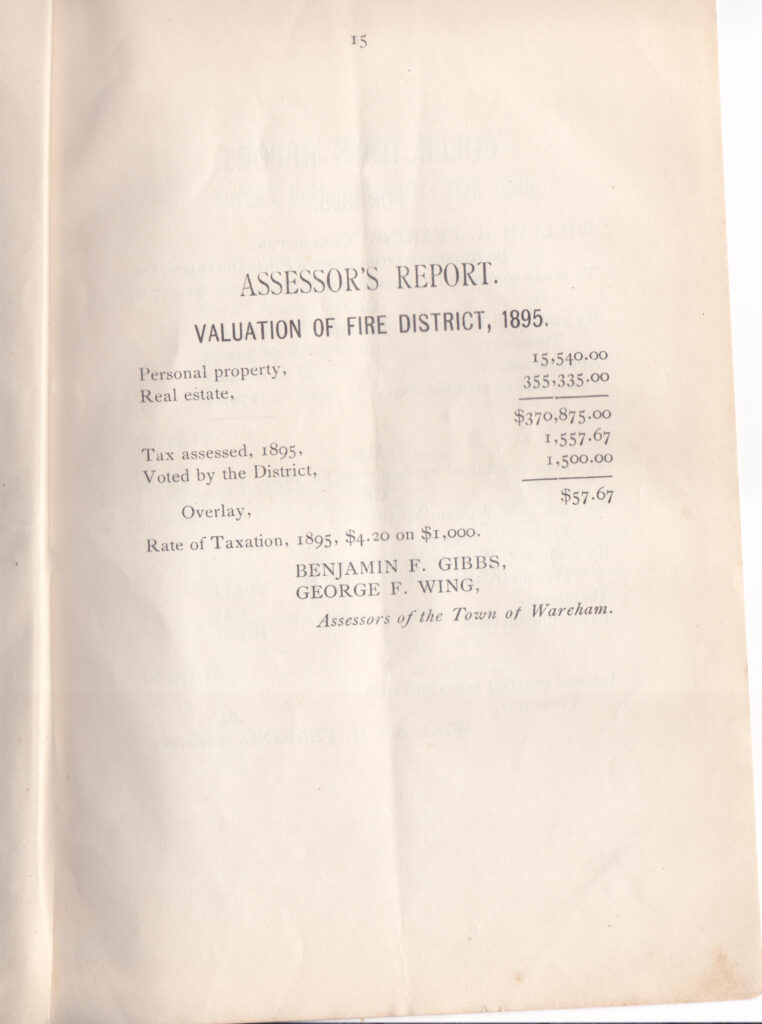 15
ASSESSOR'S REPORT.
VALUATION OF FIRE DISTRICT, 1895.
Personal property, 15,540.00
Real estate, 355,335.00
$370,875.00
Tax assessed, 1895, 1,557.67
Voted by the District, 1,500.00
Overlay, $57.67
Rate of Taxation, 1895, $4.20 on $1,000.
BENJAMIN F. GIBBS,
GEORGE F. WING,
Assessors of the Town of Wareham.